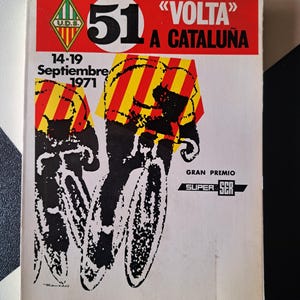 U.D.S.
51
«VOLTA»
A CATALUÑA
14-19
Septiembre
1971
GRAN PREMIO
SUPER SER